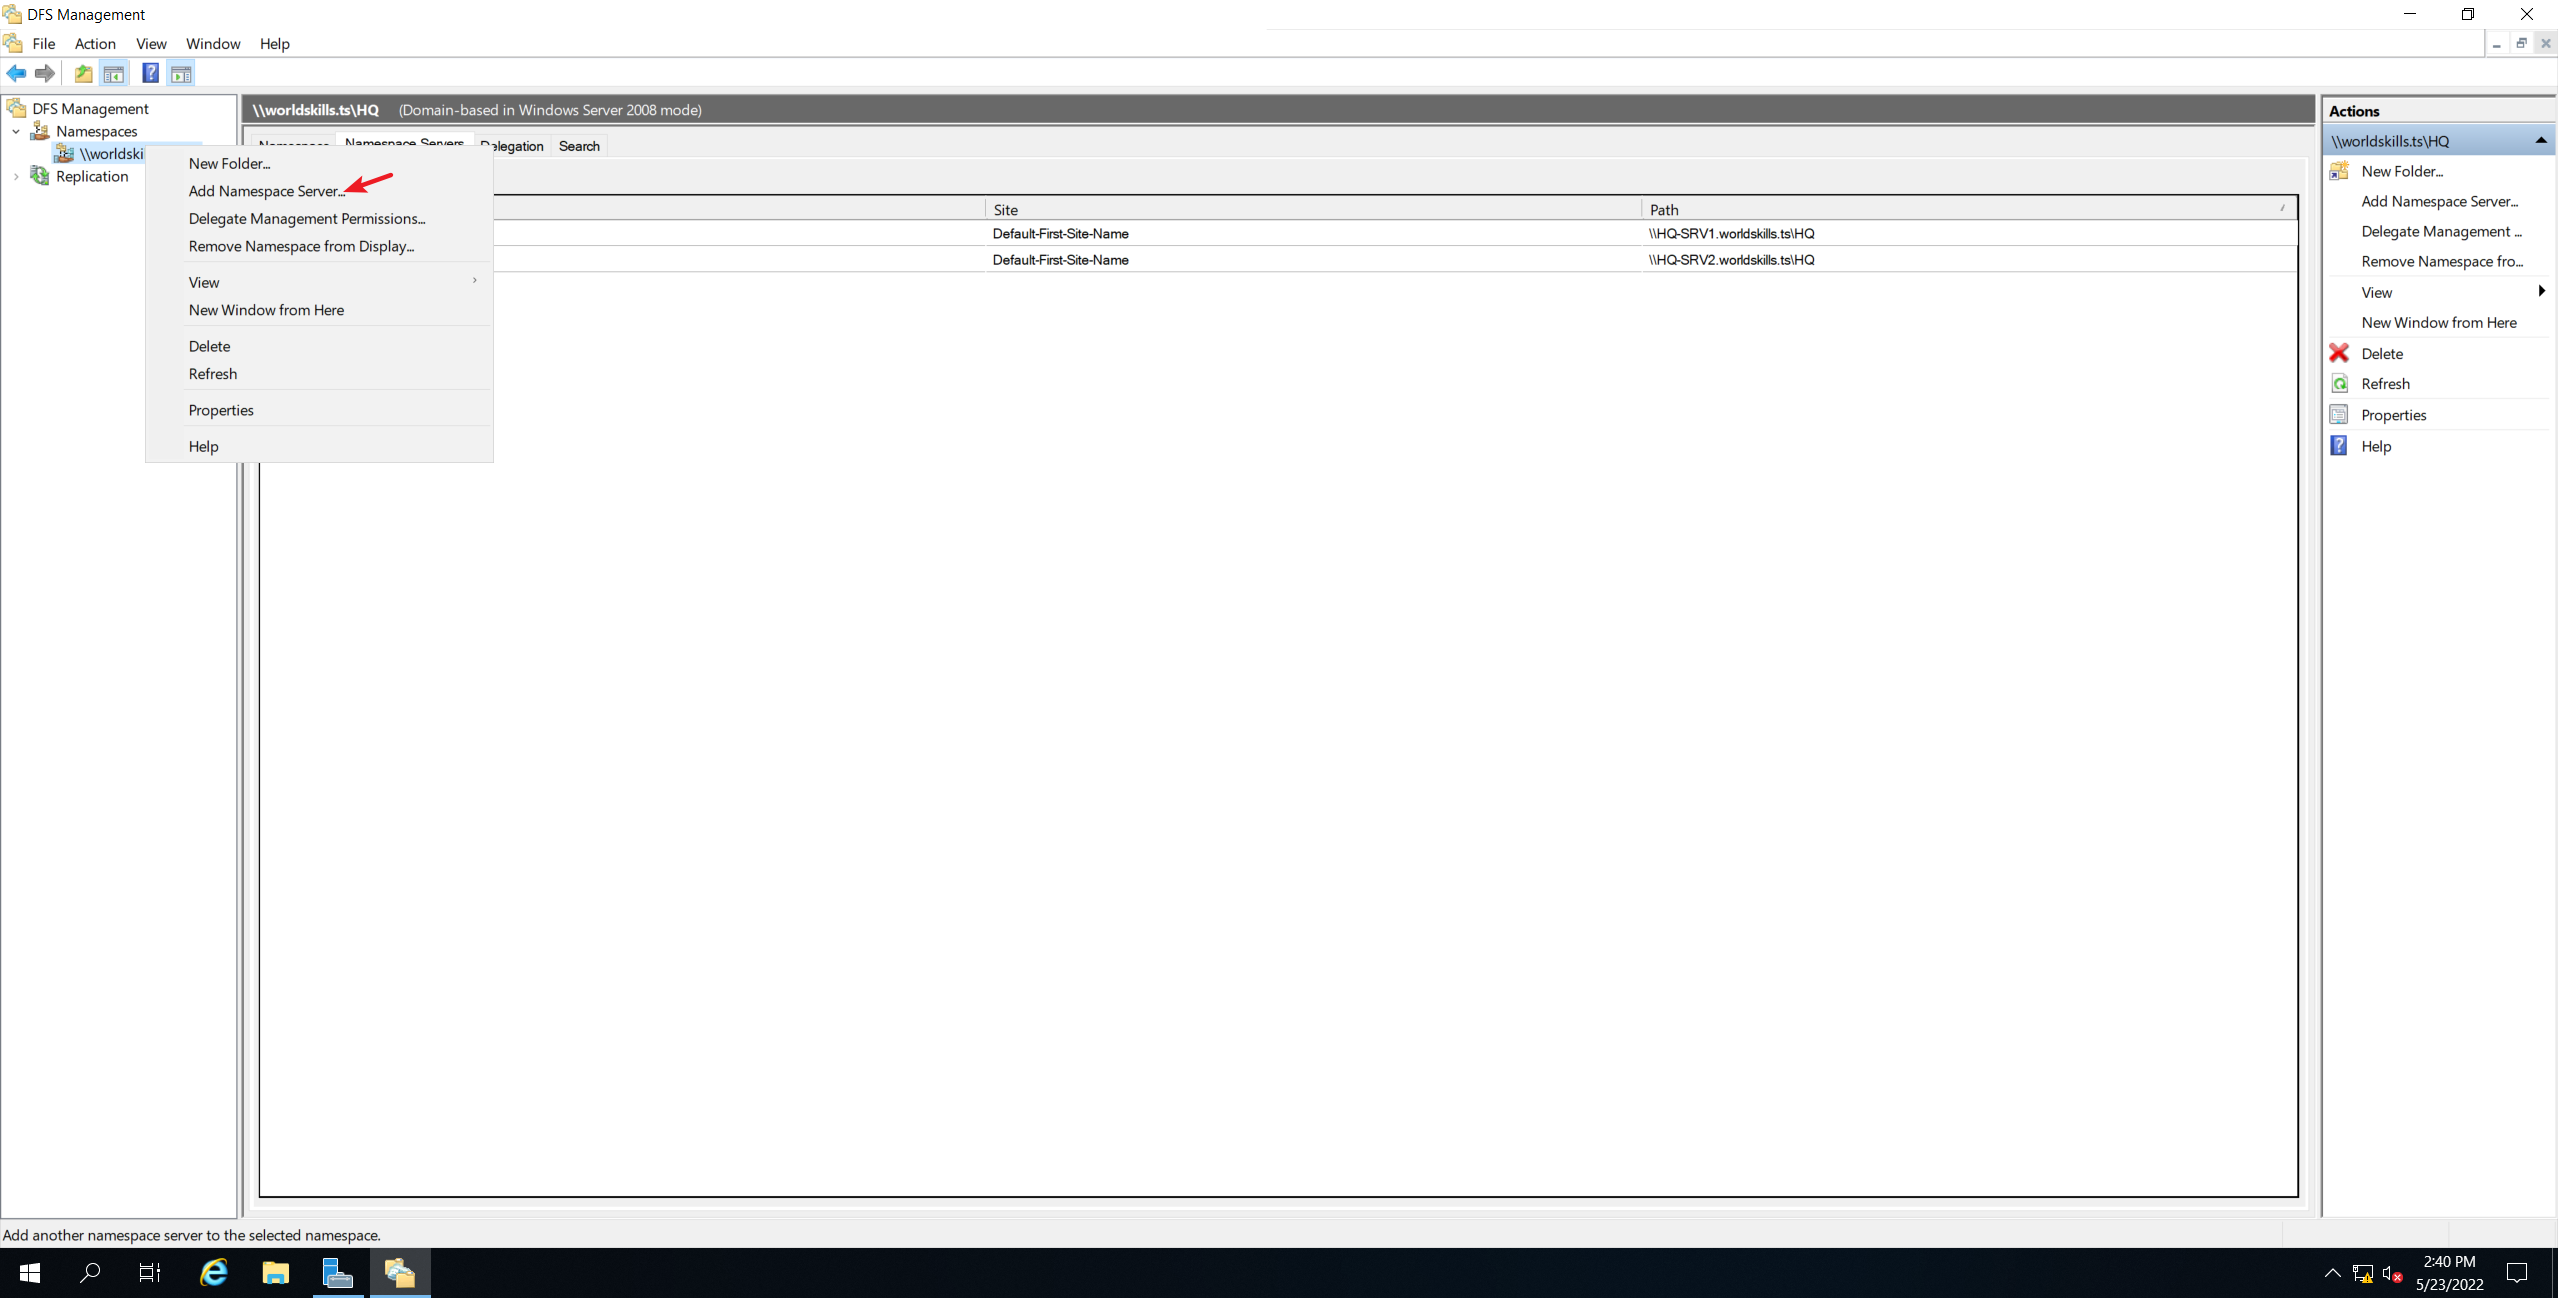 DFS Management
File Action View Window Help
DFS Management
Namespaces
\\worldski
Replication
\\worldskills.ts\HQ (Domain-based in Windows Server 2008 mode)
Namespace Namespace Servers Delegation Search
Site Path
Default-First-Site-Name \\HQ-SRV1.worldskills.ts\HQ
Default-First-Site-Name \\HQ-SRV2.worldskills.ts\HQ
New Folder...
Add Namespace Server...
Delegate Management Permissions...
Remove Namespace from Display...
View
New Window from Here
Delete
Refresh
Properties
Help
Actions
\\worldskills.ts\HQ
New Folder...
Add Namespace Server...
Delegate Management ...
Remove Namespace fro...
View
New Window from Here
Delete
Refresh
Properties
Help
Add another namespace server to the selected namespace.
2:40 PM
5/23/2022